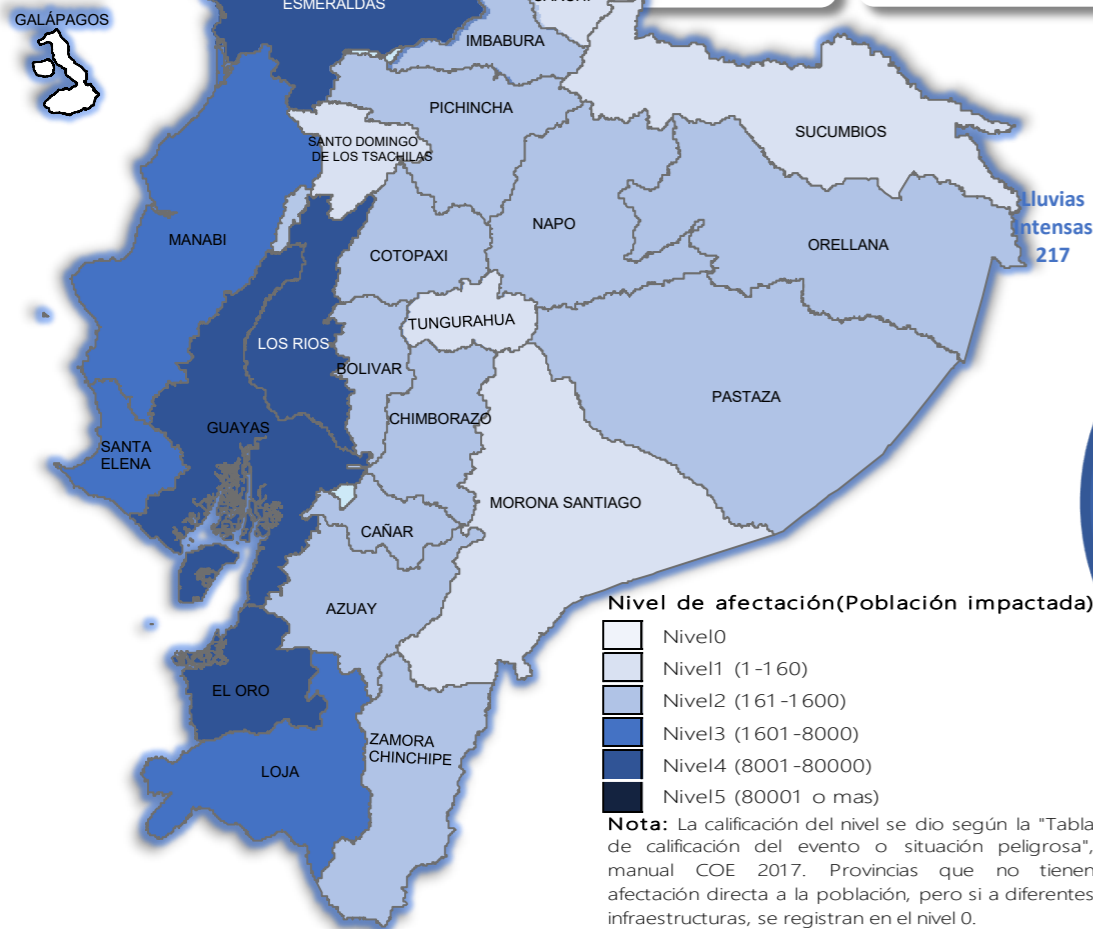 ESMERALDAS
GALÁPAGOS
IMBABURA
PICHINCHA
SUCUMBIOS
SANTO DOMINGO
DE LOS TSACHILAS
Lluvias
Intensas
217
MANABI
NAPO
ORELLANA
COTOPAXI
TUNGURAHUA
LOS RIOS
BOLIVAR
PASTAZA
CHIMBORAZO
GUAYAS
SANTA
ELENA
MORONA SANTIAGO
CAÑAR
AZUAY
EL ORO
ZAMORA
CHINCHIPE
LOJA
Nivel de afectación(Población impactada)
Nivel0
Nivel1 (1-160)
Nivel2 (161-1600)
Nivel3 (1601-8000)
Nivel4 (8001-80000)
Nivel5 (80001 o mas)
Nota: La calificación del nivel se dio según la "Tabla
de calificación del evento o situación peligrosa",
manual COE 2017. Provincias que no tienen
afectación directa a la población, pero si a diferentes
infraestructuras, se registran en el nivel 0.